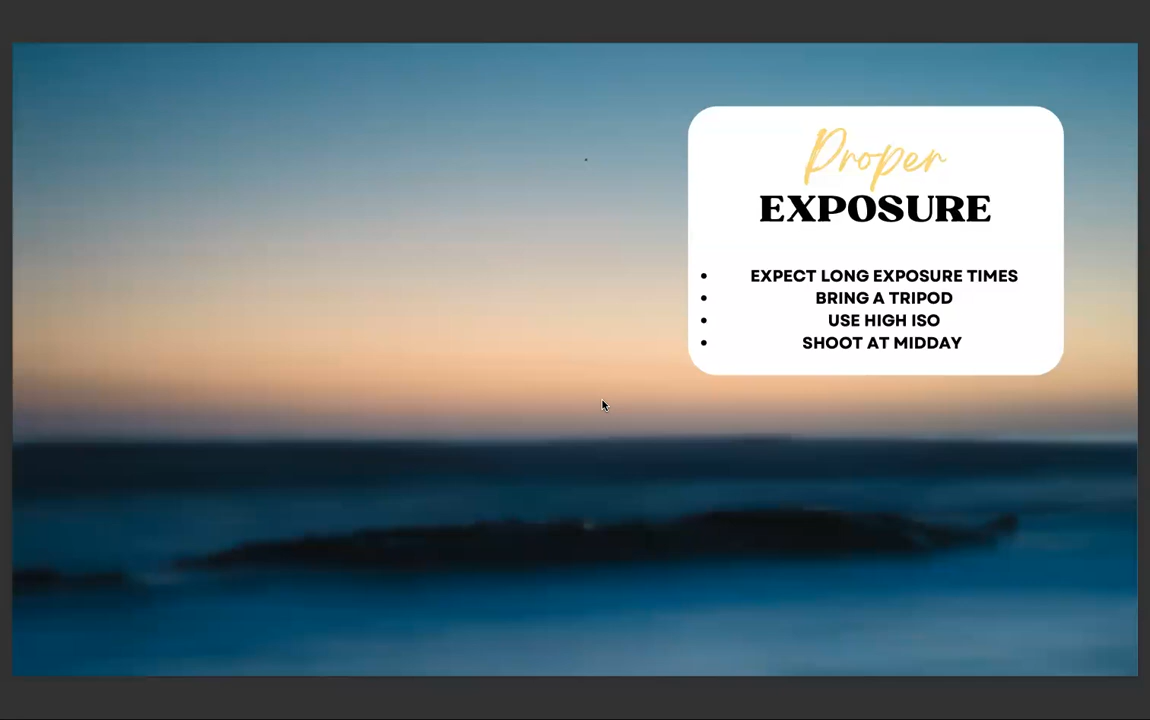 Proper
EXPOSURE
• EXPECT LONG EXPOSURE TIMES
• BRING A TRIPOD
• USE HIGH ISO
• SHOOT AT MIDDAY